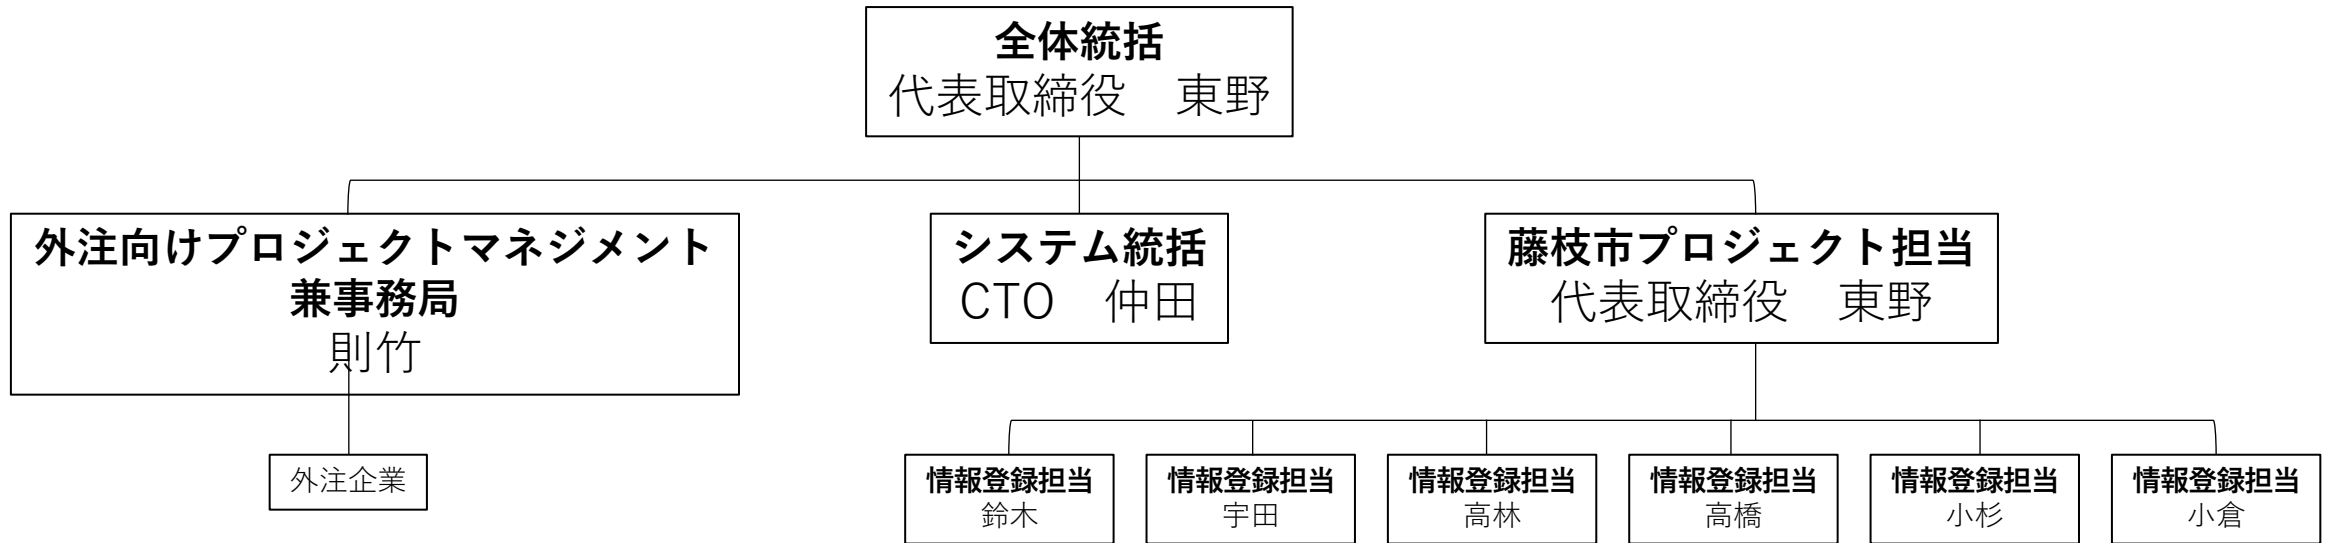 全体統括
代表取締役　東野
外注向けプロジェクトマネジメント
兼事務局
則竹
システム統括
CTO　仲田
藤枝市プロジェクト担当
代表取締役　東野
外注企業
情報登録担当
鈴木
情報登録担当
宇田
情報登録担当
高林
情報登録担当
高橋
情報登録担当
小杉
情報登録担当
小倉